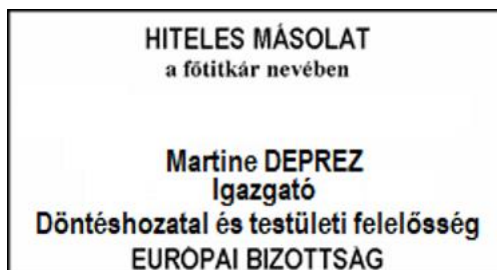 HITELES MÁSOLAT
a főtitkár nevében
Martine DEPREZ
Igazgató
Döntéshozatal és testületi felelősség
EURÓPAI BIZOTTSÁG